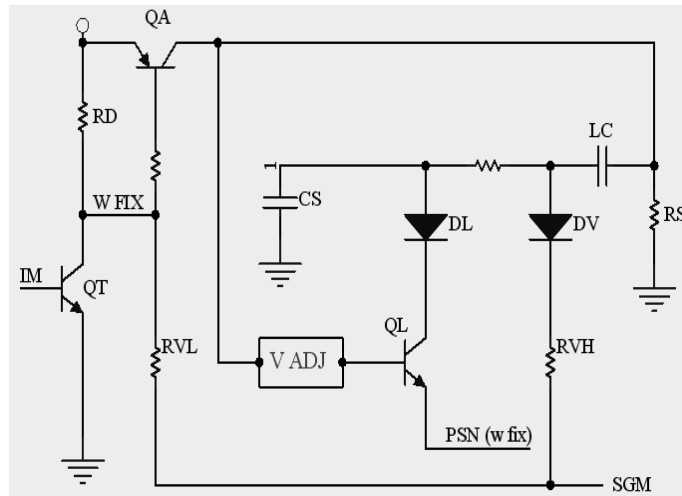 QA
RD
LC
1
CS
DL
DV
RS
W FIX
IM
QT
QL
RVL
V ADJ
RVH
PSN (w fix)
SGM